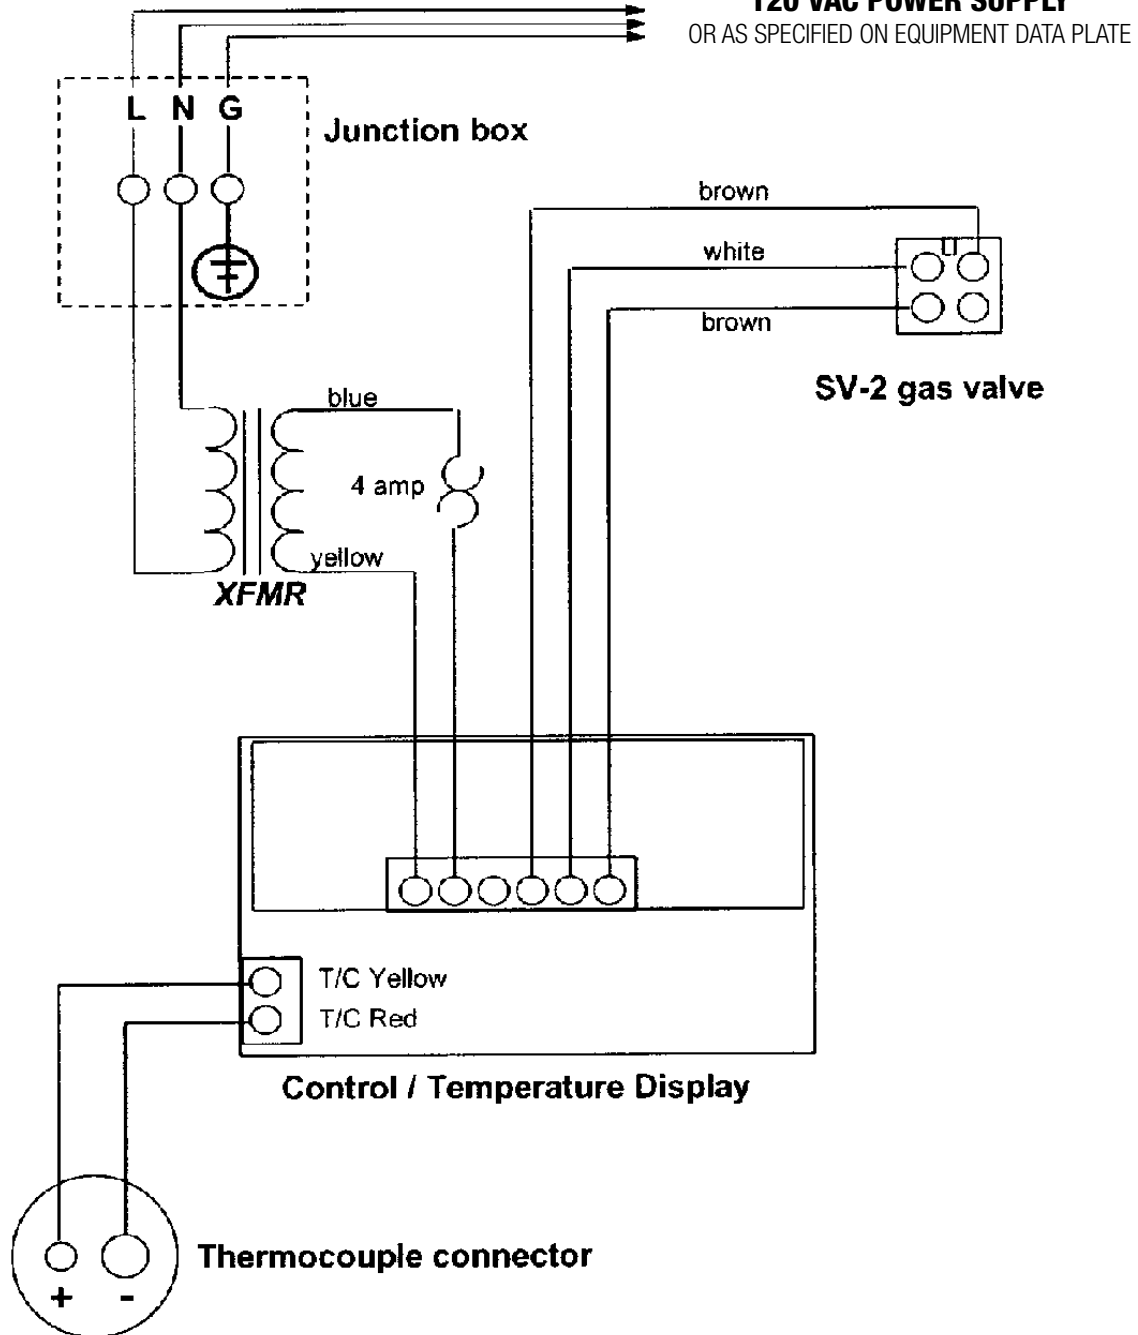 120 VAC POWER SUPPLY
OR AS SPECIFIED ON EQUIPMENT DATA PLATE
L N G
Junction box
brown
white
brown
SV-2 gas valve
blue
4 amp
yellow
XFMR
T/C Yellow
T/C Red
Control / Temperature Display
Thermocouple connector
+ -